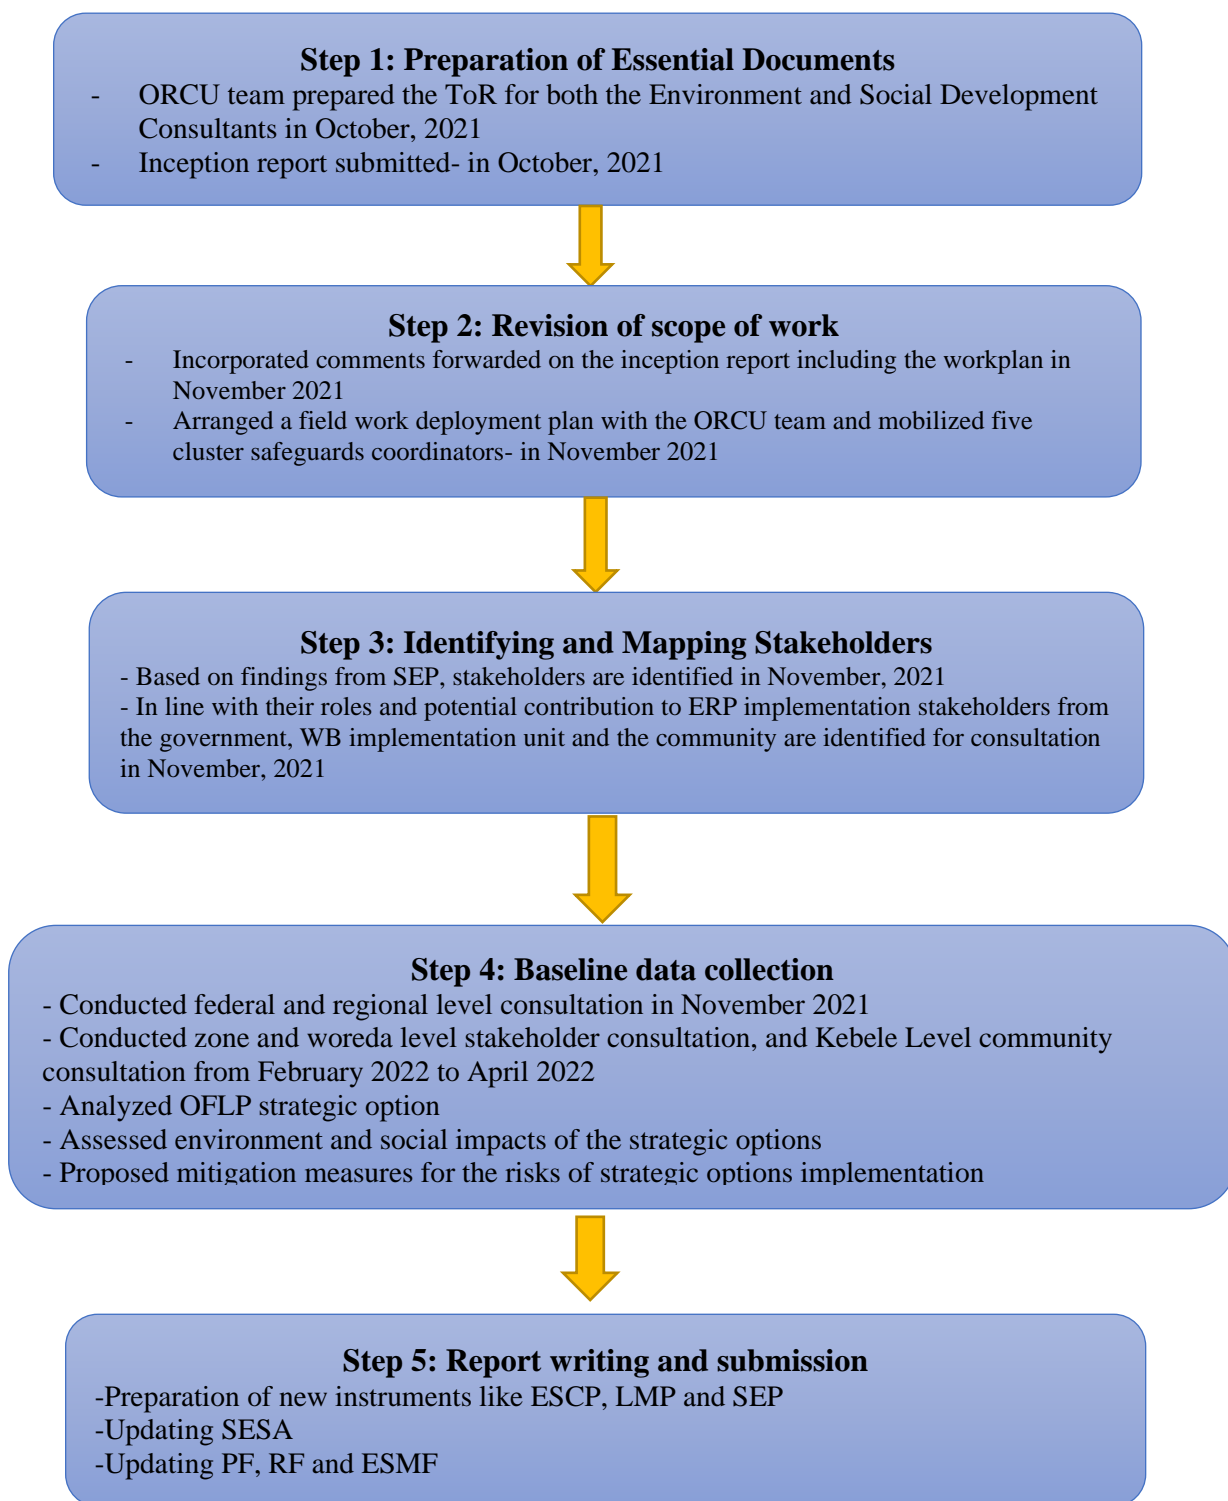 Step 1: Preparation of Essential Documents
- ORCU team prepared the ToR for both the Environment and Social Development
Consultants in October, 2021
- Inception report submitted- in October, 2021
Step 2: Revision of scope of work
- Incorporated comments forwarded on the inception report including the workplan in
November 2021
- Arranged a field work deployment plan with the ORCU team and mobilized five
cluster safeguards coordinators- in November 2021
Step 3: Identifying and Mapping Stakeholders
- Based on findings from SEP, stakeholders are identified in November, 2021
- In line with their roles and potential contribution to ERP implementation stakeholders from
the government, WB implementation unit and the community are identified for consultation
in November, 2021
Step 4: Baseline data collection
- Conducted federal and regional level consultation in November 2021
- Conducted zone and woreda level stakeholder consultation, and Kebele Level community
consultation from February 2022 to April 2022
- Analyzed OFLP strategic option
- Assessed environment and social impacts of the strategic options
- Proposed mitigation measures for the risks of strategic options implementation
Step 5: Report writing and submission
-Preparation of new instruments like ESCP, LMP and SEP
-Updating SESA
-Updating PF, RF and ESMF